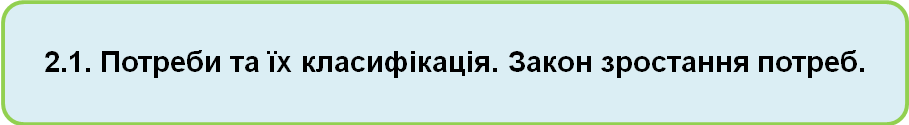 2.1. Потреби та їх класифікація. Закон зростання потреб.